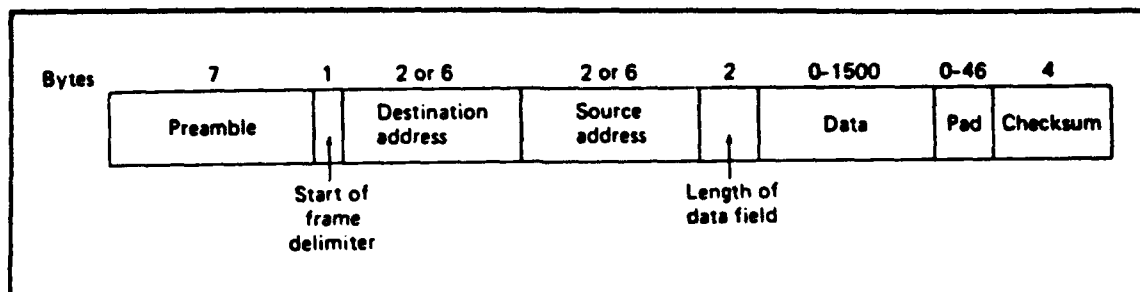 Bytes 7 1 2 or 6 2 or 6 2 0-1500 0-46 4
Preamble Destination address Source address Data Pad Checksum
Start of frame delimiter
Length of data field